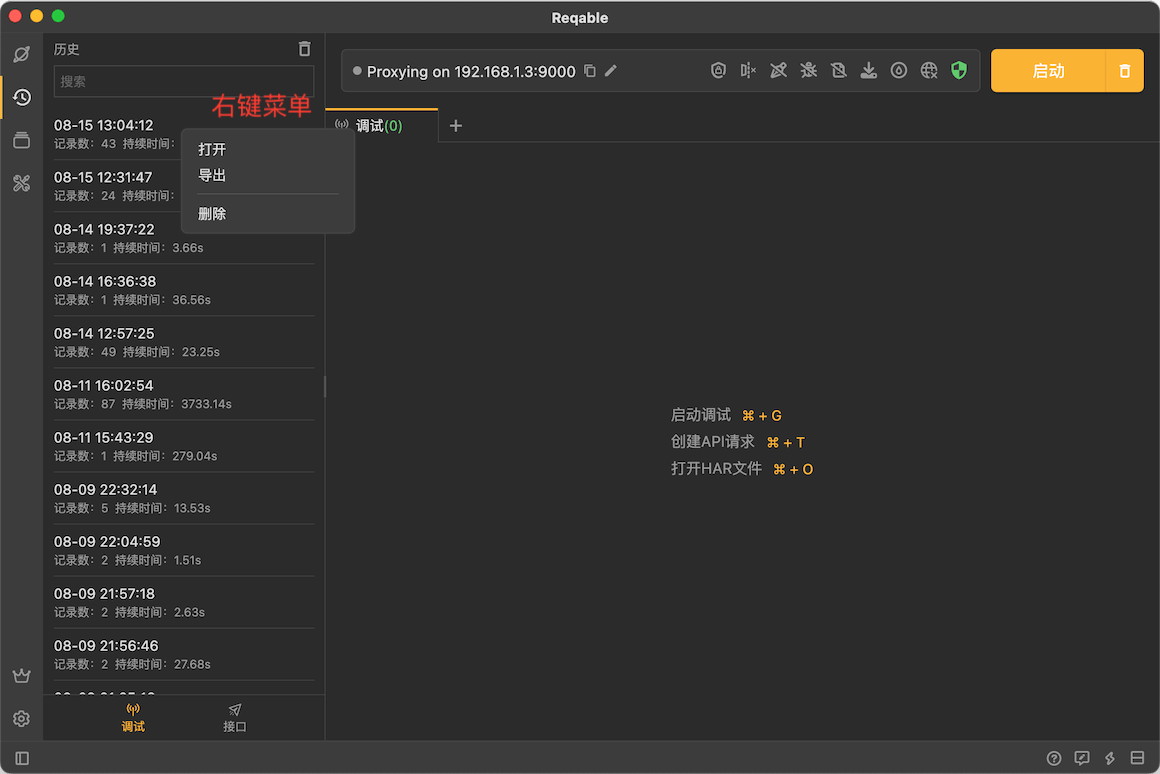 Reqable
历史
搜索
右键菜单
08-15 13:04:12
记录数：43 持续时间：
08-15 12:31:47
记录数：24 持续时间：
打开
导出
删除
08-14 19:37:22
记录数：1 持续时间：3.66s
08-14 16:36:38
记录数：1 持续时间：36.56s
08-14 12:57:25
记录数：49 持续时间：23.25s
08-11 16:02:54
记录数：87 持续时间：3733.14s
08-11 15:43:29
记录数：1 持续时间：279.04s
08-09 22:32:14
记录数：5 持续时间：13.53s
08-09 22:04:59
记录数：2 持续时间：1.51s
08-09 21:57:18
记录数：2 持续时间：2.63s
08-09 21:56:46
记录数：2 持续时间：27.68s
调试
接口
Proxying on 192.168.1.3:9000
启动
调试(0)
启动调试 ⌘ + G
创建API请求 ⌘ + T
打开HAR文件 ⌘ + O